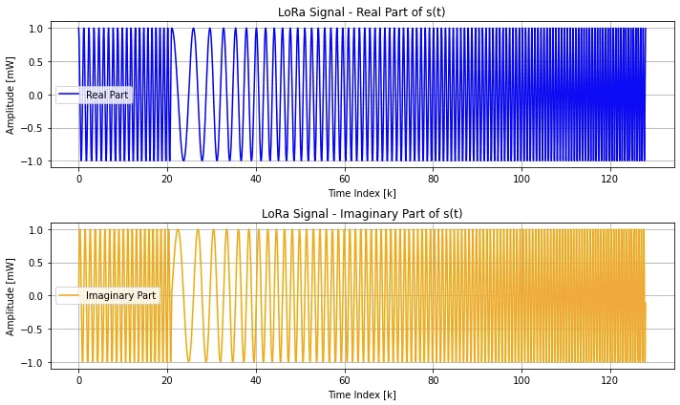 LoRa Signal - Real Part of s(t)
Amplitude [mW]
1.0
0.5
0.0
−0.5
−1.0
Real Part
0 20 40 60 80 100 120
Time Index [k]
LoRa Signal - Imaginary Part of s(t)
Amplitude [mW]
1.0
0.5
0.0
−0.5
−1.0
Imaginary Part
0 20 40 60 80 100 120
Time Index [k]